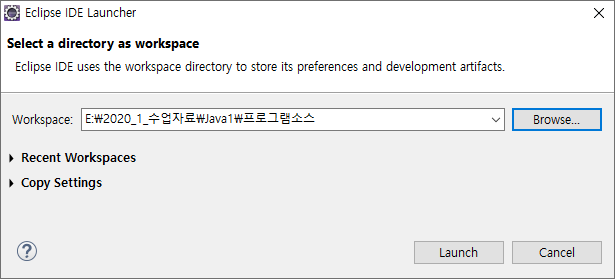 Eclipse IDE Launcher
Select a directory as workspace
Eclipse IDE uses the workspace directory to store its preferences and development artifacts.
Workspace: E:₩2020_1_수업자료₩Java1₩프로그램소스 Browse...
Recent Workspaces
Copy Settings
? Launch Cancel